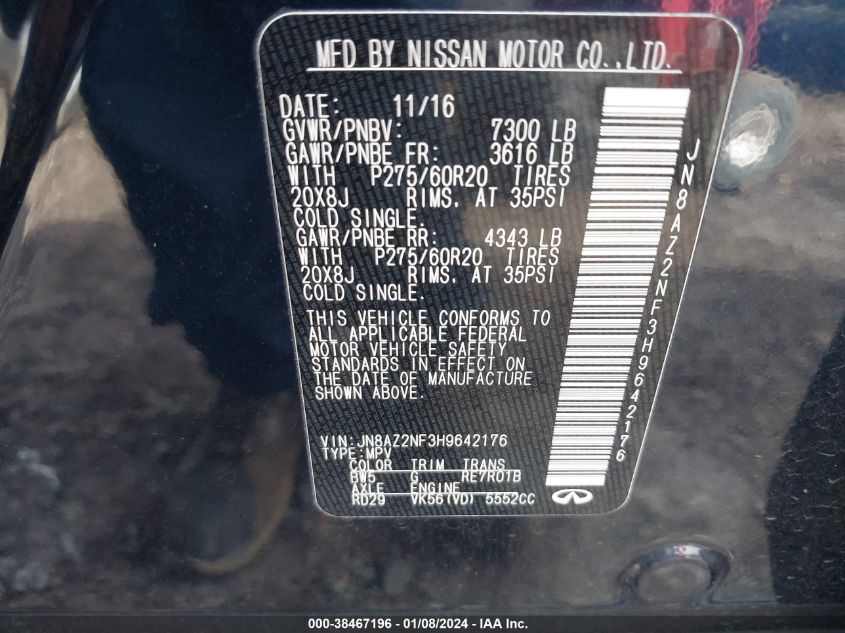 MFD BY NISSAN MOTOR CO.,LTD.
DATE: 11/16
GVWR/PNBV: 7300 LB
GAWR/PNBE FR: 3616 LB
WITH P275/60R20 TIRES
20X8J RIMS, AT 35PSI
COLD SINGLE.
GAWR/PNBE RR: 4343 LB
WITH P275/60R20 TIRES
20X8J RIMS, AT 35PSI
COLD SINGLE.
THIS VEHICLE CONFORMS TO
ALL APPLICABLE FEDERAL
MOTOR VEHICLE SAFETY
STANDARDS IN EFFECT ON
THE DATE OF MANUFACTURE
SHOWN ABOVE.
VIN:JN8AZ2NF3H9642176
TYPE:MPV
COLOR TRIM TRANS
BW5 G RE7R01B
AXLE ENGINE
RD29 VK56(VD) 5552CC
JN8AZ2NF3H9642176
000-38467196 - 01/08/2024 - IAA Inc.